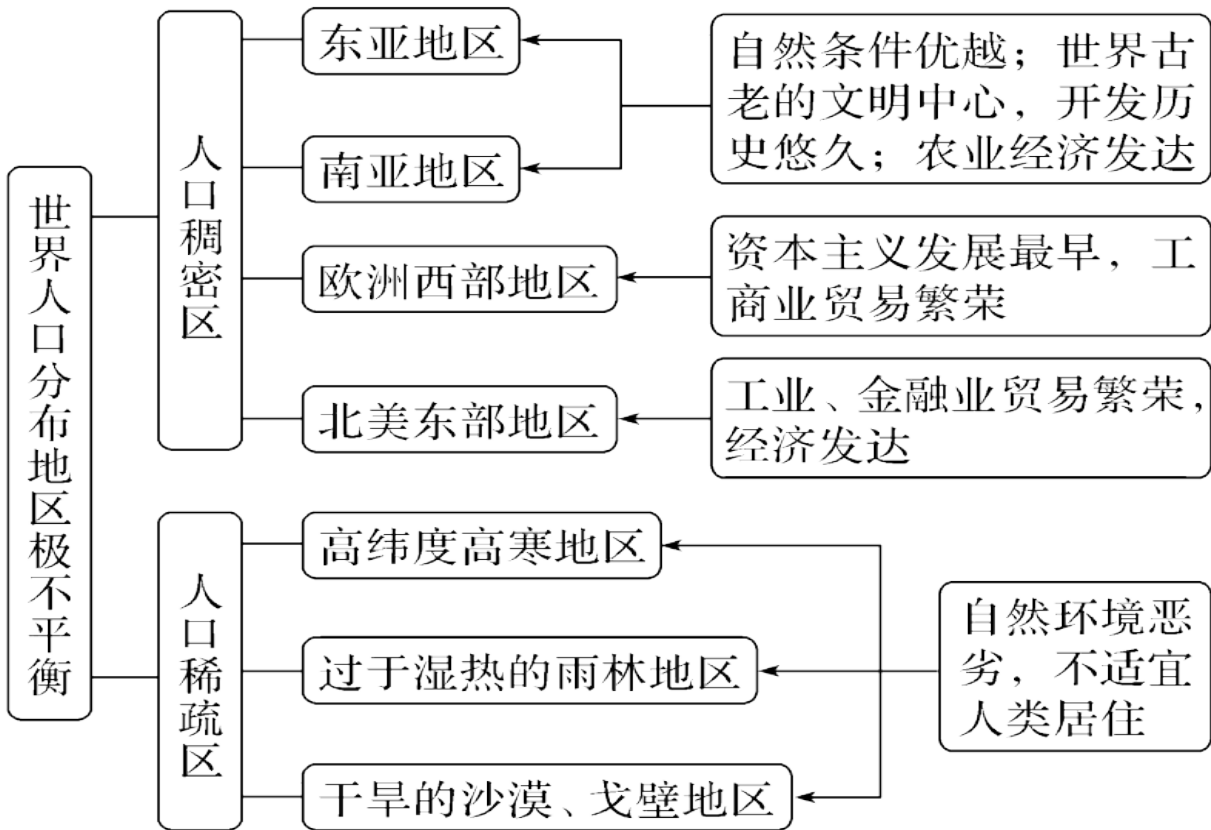 世界人口分布地区极不平衡
人口稠密区
东亚地区
南亚地区
自然条件优越；世界古
老的文明中心，开发历
史悠久；农业经济发达
欧洲西部地区
资本主义发展最早，工
商业贸易繁荣
北美东部地区
工业、金融业贸易繁荣，
经济发达
人口稀疏区
高纬度高寒地区
过于湿热的雨林地区
干旱的沙漠、戈壁地区
自然环境恶
劣，不适宜
人类居住